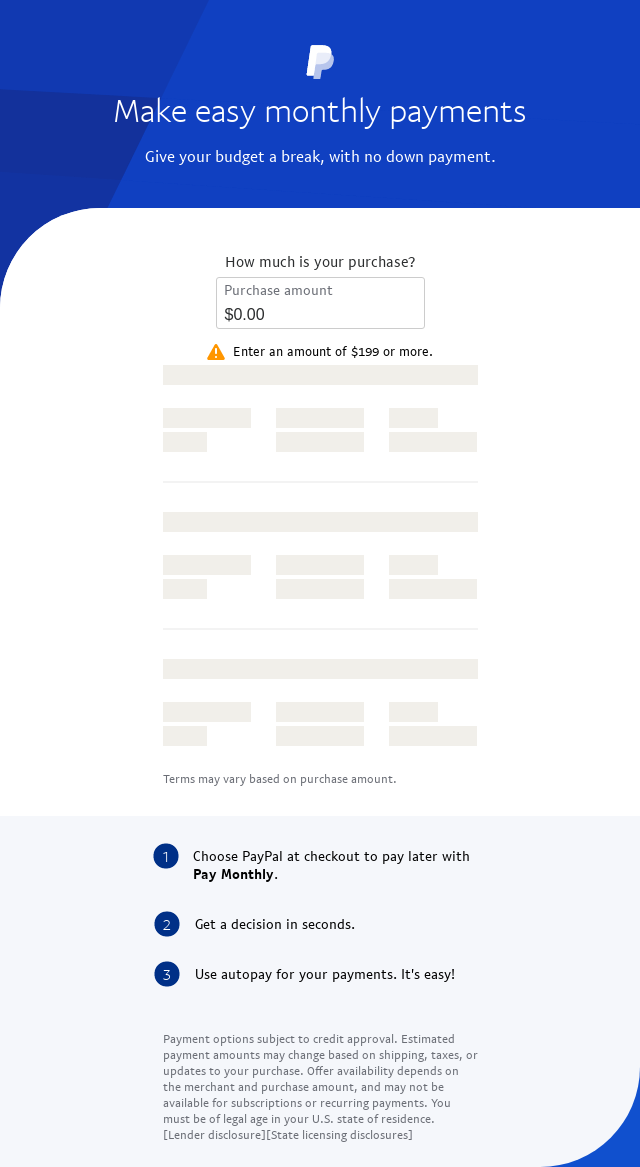 Make easy monthly payments
Give your budget a break, with no down payment.
How much is your purchase?
Purchase amount
$0.00
Enter an amount of $199 or more.
Terms may vary based on purchase amount.
1 Choose PayPal at checkout to pay later with
Pay Monthly.
2 Get a decision in seconds.
3 Use autopay for your payments. It's easy!
Payment options subject to credit approval. Estimated
payment amounts may change based on shipping, taxes, or
updates to your purchase. Offer availability depends on
the merchant and purchase amount, and may not be
available for subscriptions or recurring payments. You
must be of legal age in your U.S. state of residence.
[Lender disclosure][State licensing disclosures]